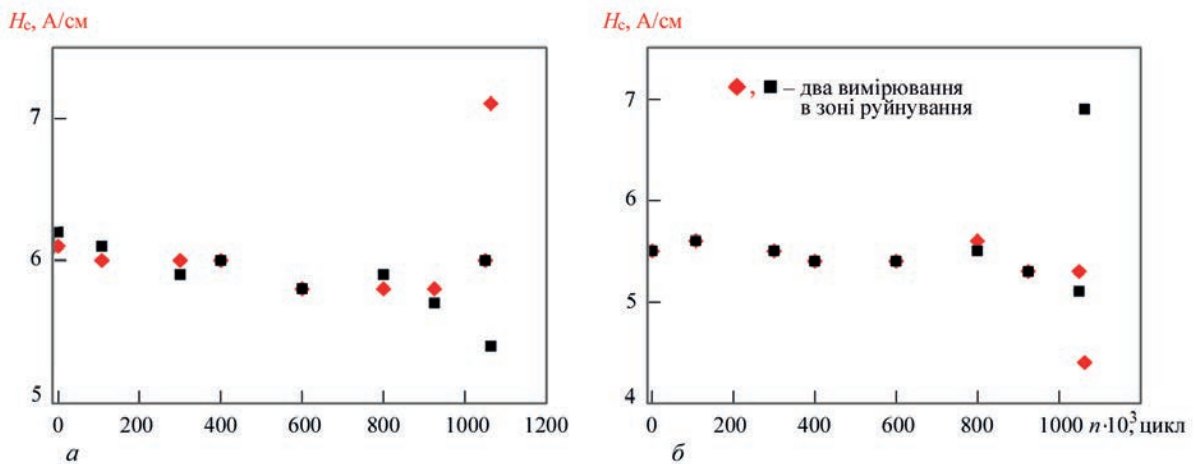 Hc, А/см
7
6
5
0 200 400 600 800 1000 1200
а
Hc, А/см
◆, ■ – два вимірювання
в зоні руйнування
7
6
5
4
0 200 400 600 800 1000 n·10³, цикл
б